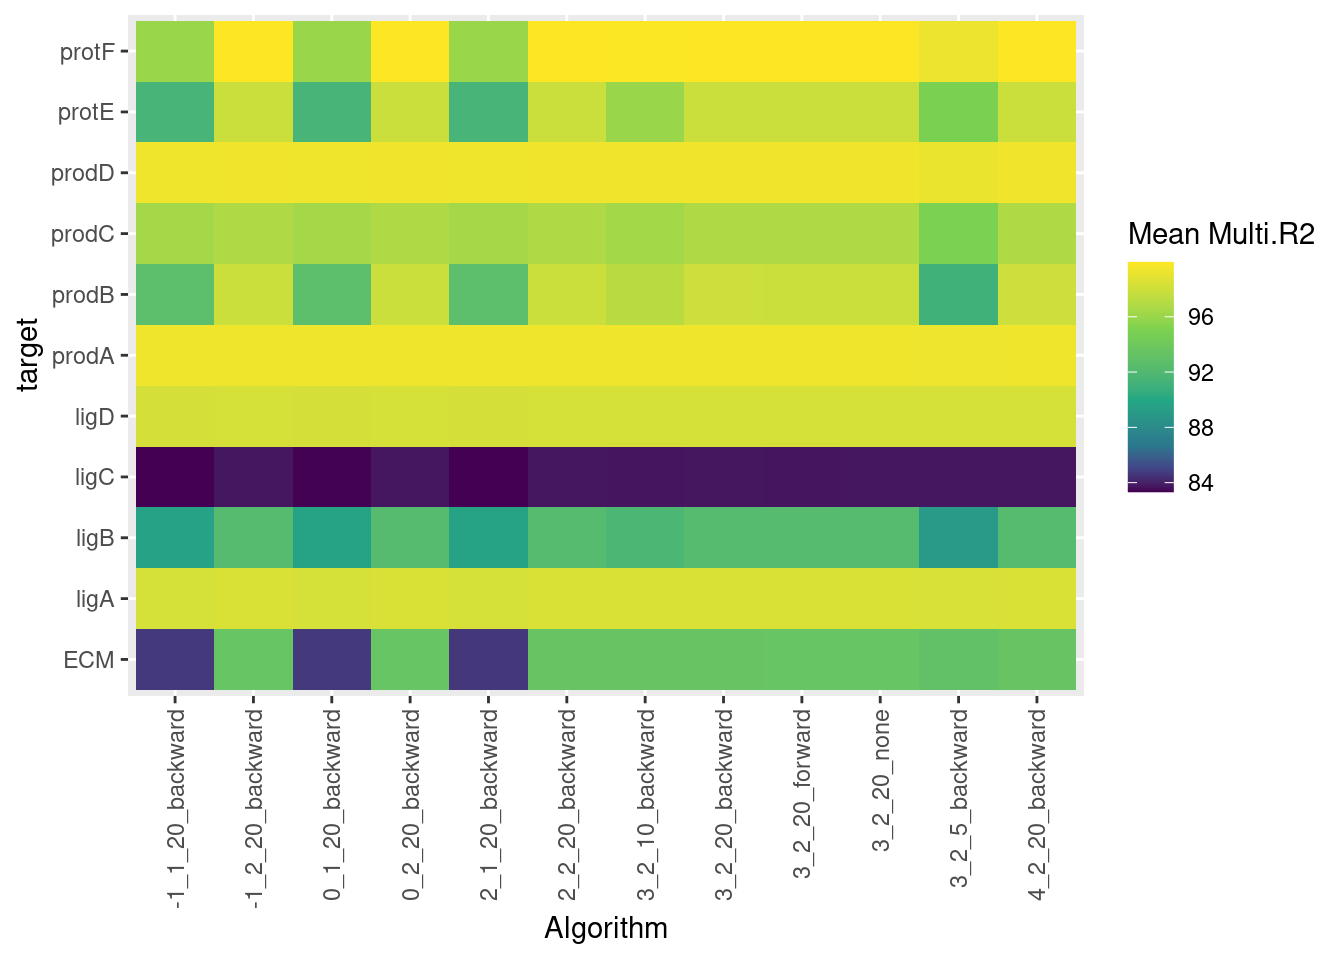 protF
protE
prodD
prodC
prodB
prodA
ligD
ligC
ligB
ligA
ECM
target
-1_1_20_backward
-1_2_20_backward
0_1_20_backward
0_2_20_backward
2_1_20_backward
2_2_20_backward
3_2_10_backward
3_2_20_backward
3_2_20_forward
3_2_20_none
3_2_5_backward
4_2_20_backward
Algorithm
Mean Multi.R2
96
92
88
84